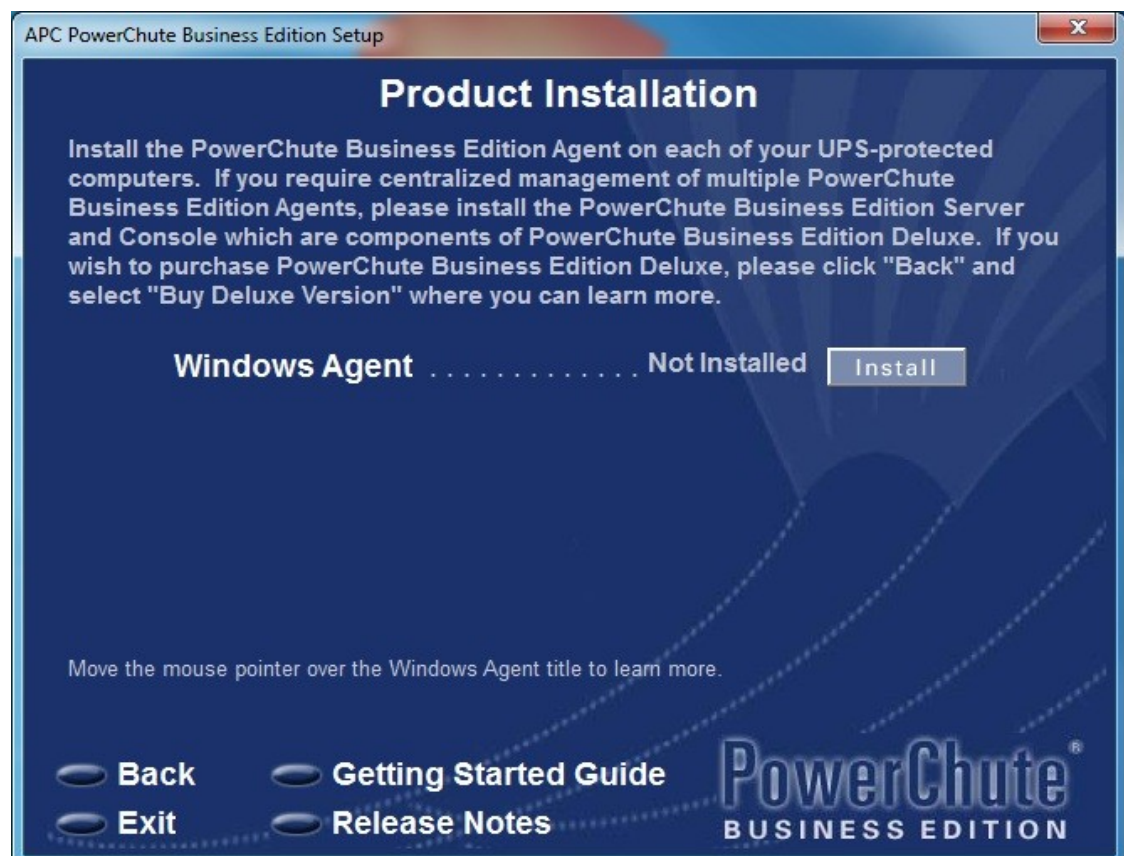 APC PowerChute Business Edition Setup
Product Installation
Install the PowerChute Business Edition Agent on each of your UPS-protected
computers. If you require centralized management of multiple PowerChute
Business Edition Agents, please install the PowerChute Business Edition Server
and Console which are components of PowerChute Business Edition Deluxe. If you
wish to purchase PowerChute Business Edition Deluxe, please click "Back" and
select "Buy Deluxe Version" where you can learn more.
Windows Agent . . . . . . . . . . . . . Not Installed Install
Move the mouse pointer over the Windows Agent title to learn more.
Back Getting Started Guide
Exit Release Notes
PowerChute®
BUSINESS EDITION